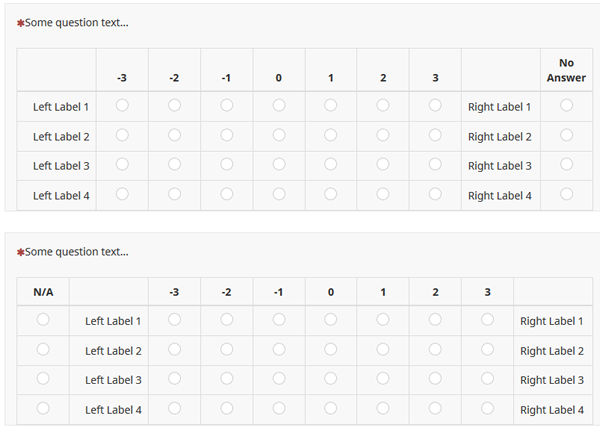 ✱Some question text...
-3 -2 -1 0 1 2 3 No Answer
Left Label 1 Right Label 1
Left Label 2 Right Label 2
Left Label 3 Right Label 3
Left Label 4 Right Label 4
✱Some question text...
N/A -3 -2 -1 0 1 2 3
Left Label 1 Right Label 1
Left Label 2 Right Label 2
Left Label 3 Right Label 3
Left Label 4 Right Label 4